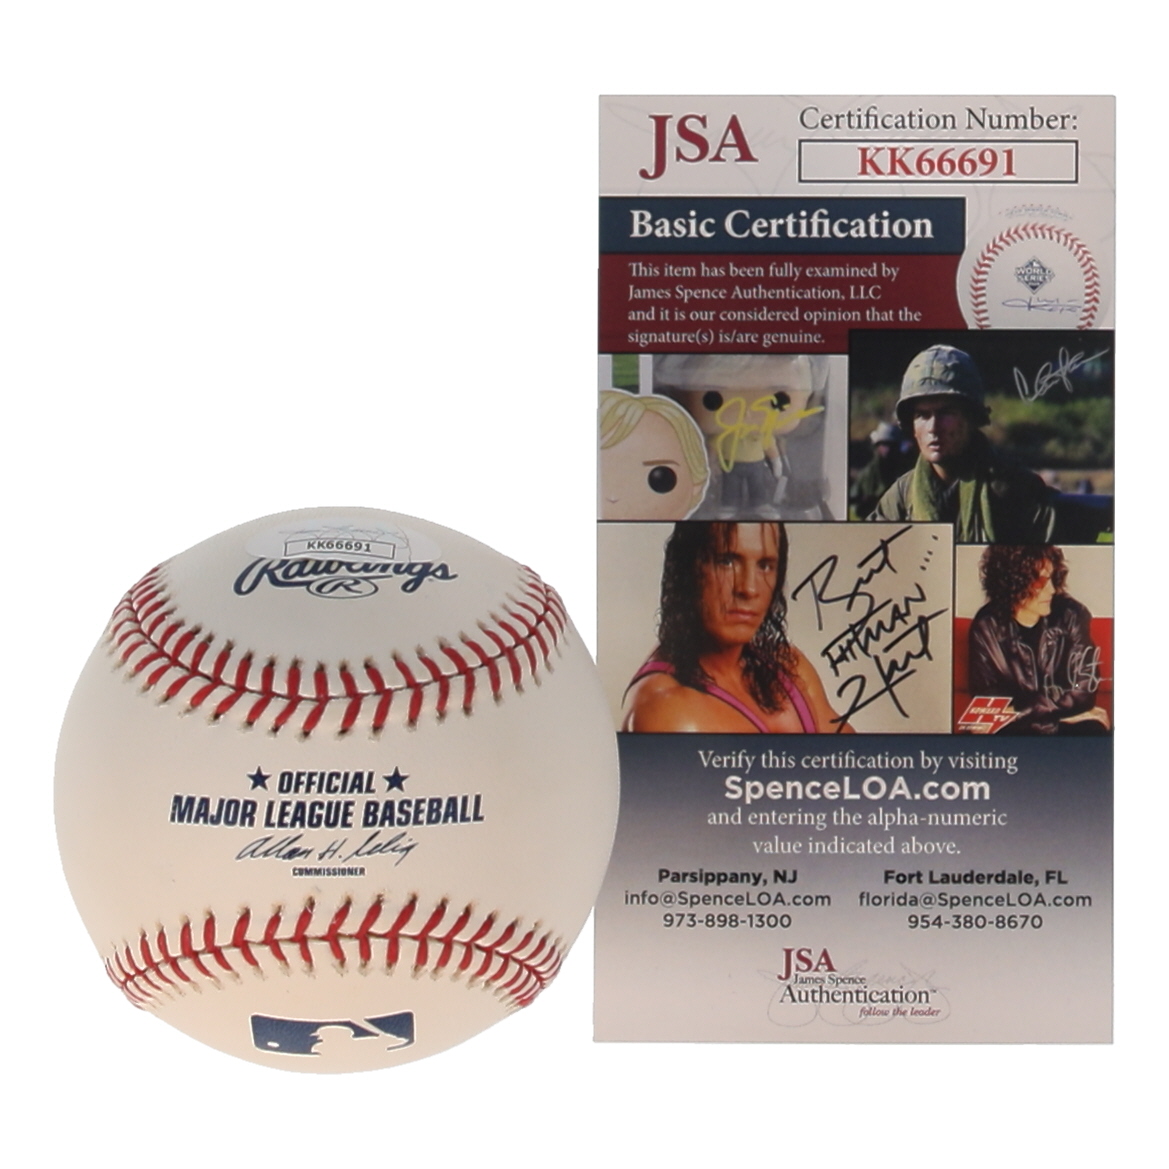 KK66691
Rawlings
R
OFFICIAL
MAJOR LEAGUE BASEBALL
Allan H. Selig
COMMISSIONER
JSA
Certification Number:
KK66691
Basic Certification
This item has been fully examined by
James Spence Authentication, LLC
and it is our considered opinion that the
signature(s) is/are genuine.
WORLD
SERIES
Bret
HITMAN
Hart
Verify this certification by visiting
SpenceLOA.com
and entering the alpha-numeric
value indicated above.
Parsippany, NJ
info@SpenceLOA.com
973-898-1300
Fort Lauderdale, FL
florida@SpenceLOA.com
954-380-8670
JSA
James Spence
Authentication™
follow the leader